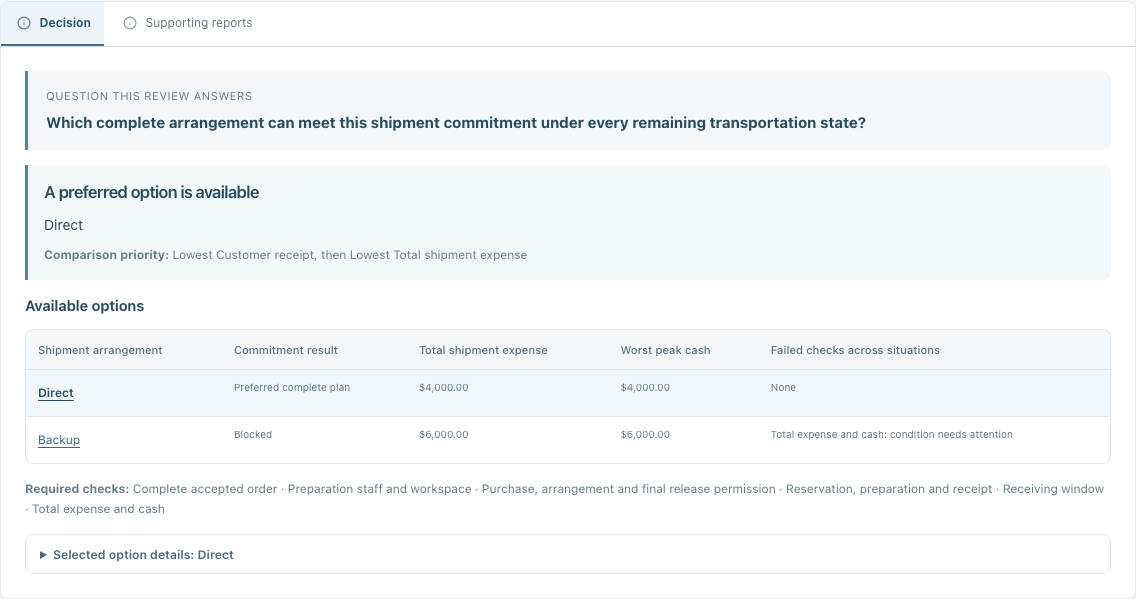 Decision
Supporting reports
QUESTION THIS REVIEW ANSWERS
Which complete arrangement can meet this shipment commitment under every remaining transportation state?
A preferred option is available
Direct
Comparison priority: Lowest Customer receipt, then Lowest Total shipment expense
Available options
Shipment arrangement Commitment result Total shipment expense Worst peak cash Failed checks across situations
Direct Preferred complete plan $4,000.00 $4,000.00 None
Backup Blocked $6,000.00 $6,000.00 Total expense and cash: condition needs attention
Required checks: Complete accepted order · Preparation staff and workspace · Purchase, arrangement and final release permission · Reservation, preparation and receipt · Receiving window
· Total expense and cash
Selected option details: Direct